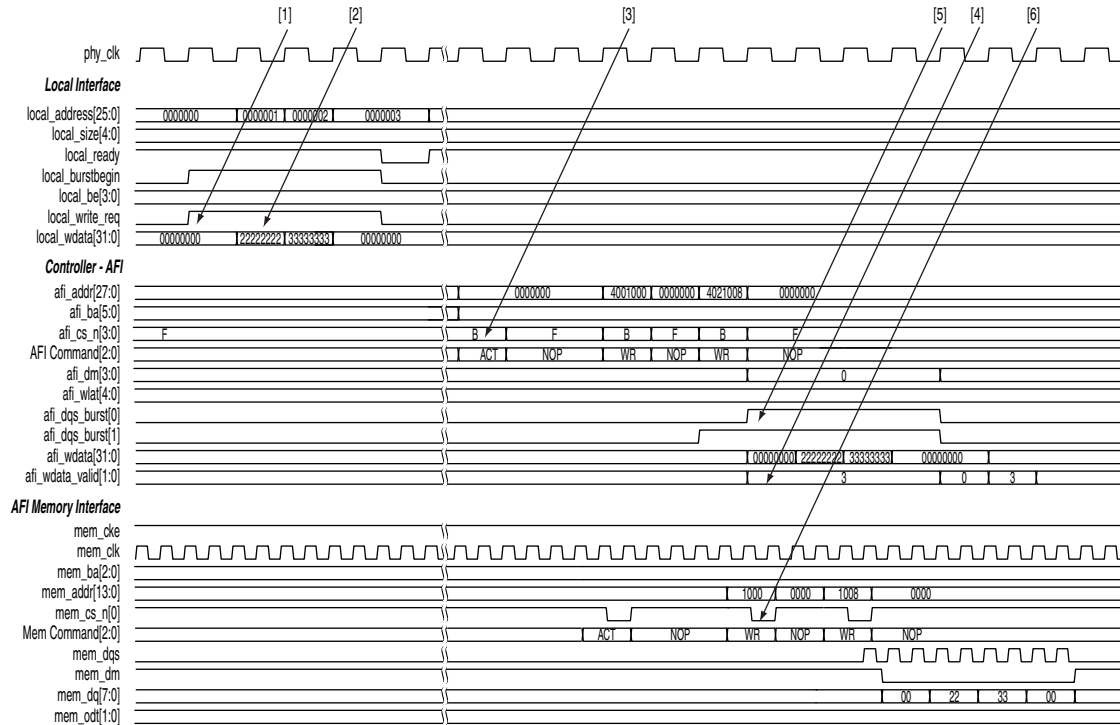 [1] [2] [3] [5] [4] [6]
phy_clk
Local Interface
local_address[25:0] 0000000 0000001 0000002 0000003
local_size[4:0]
local_ready
local_burstbegin
local_be[3:0]
local_write_req
local_wdata[31:0] 00000000 22222222 33333333 00000000
Controller - AFI
afi_addr[27:0] 0000000 4001000 0000000 4021008 0000000
afi_ba[5:0]
afi_cs_n[3:0] F B F B F B F
AFI Command[2:0] ACT NOP WR NOP WR NOP
afi_dm[3:0] 0
afi_wlat[4:0]
afi_dqs_burst[0]
afi_dqs_burst[1]
afi_wdata[31:0] 00000000 22222222 33333333 00000000
afi_wdata_valid[1:0] 3 0 3
AFI Memory Interface
mem_cke
mem_clk
mem_ba[2:0]
mem_addr[13:0] 1000 0000 1008 0000
mem_cs_n[0]
Mem Command[2:0] ACT NOP WR NOP WR NOP
mem_dqs
mem_dm
mem_dq[7:0] 00 22 33 00
mem_odt[1:0]